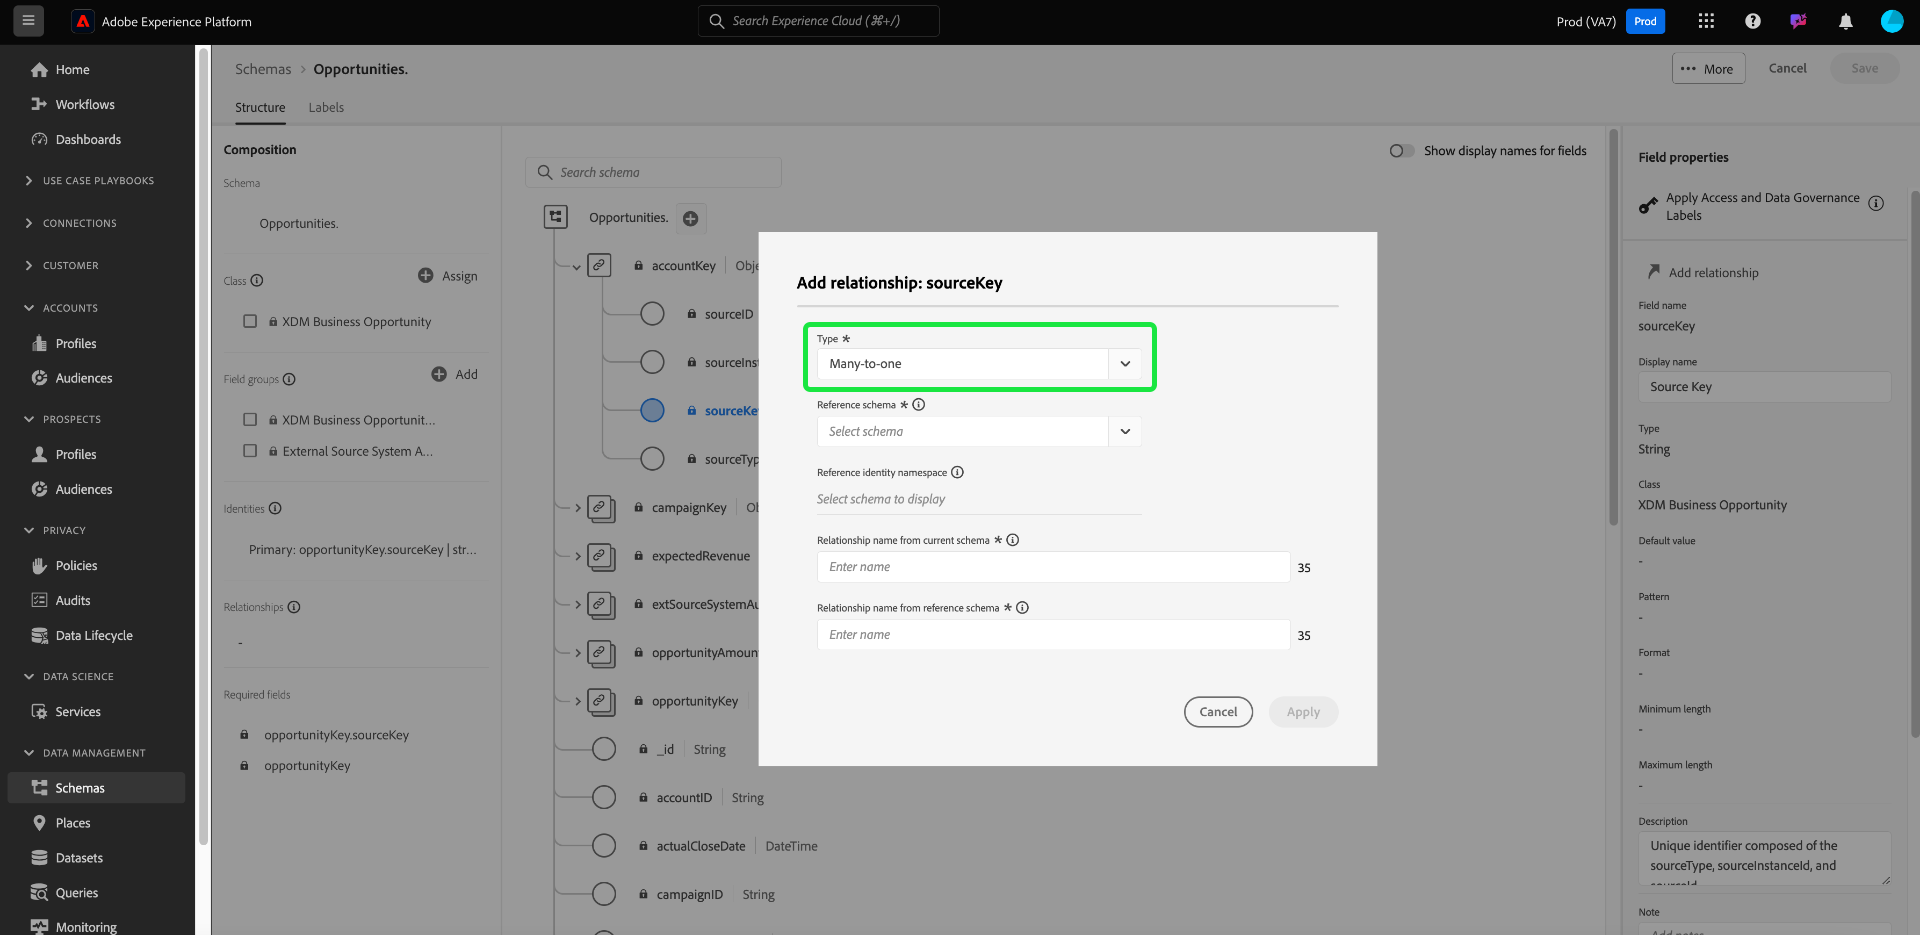 Adobe Experience Platform
Search Experience Cloud (⌘+/)
Prod (VA7)
Prod
Home
Workflows
Dashboards
USE CASE PLAYBOOKS
CONNECTIONS
CUSTOMER
ACCOUNTS
Profiles
Audiences
PROSPECTS
Profiles
Audiences
PRIVACY
Policies
Audits
Data Lifecycle
DATA SCIENCE
Services
DATA MANAGEMENT
Schemas
Places
Datasets
Queries
Monitoring
Schemas > Opportunities.
More
Cancel
Save
Structure
Labels
Composition
Schema
Opportunities.
Class
Assign
XDM Business Opportunity
Field groups
Add
XDM Business Opportunit...
External Source System A...
Identities
Primary: opportunityKey.sourceKey | str...
Relationships
-
Required fields
opportunityKey.sourceKey
opportunityKey
Search schema
Show display names for fields
Opportunities.
accountKey | Obje
sourceID
sourceInst
sourceKe
sourceTyp
campaignKey | Ob
expectedRevenue
extSourceSystemAu
opportunityAmoun
opportunityKey
_id | String
accountID | String
actualCloseDate | DateTime
campaignID | String
Add relationship: sourceKey
Type *
Many-to-one
Reference schema *
Select schema
Reference identity namespace
Select schema to display
Relationship name from current schema *
Enter name
35
Relationship name from reference schema *
Enter name
35
Cancel
Apply
Field properties
Apply Access and Data Governance
Labels
Add relationship
Field name
sourceKey
Display name
Source Key
Type
String
Class
XDM Business Opportunity
Default value
-
Pattern
-
Format
-
Minimum length
-
Maximum length
-
Description
Unique identifier composed of the
sourceType, sourceInstanceId, and
sourceId
Note
Add notes